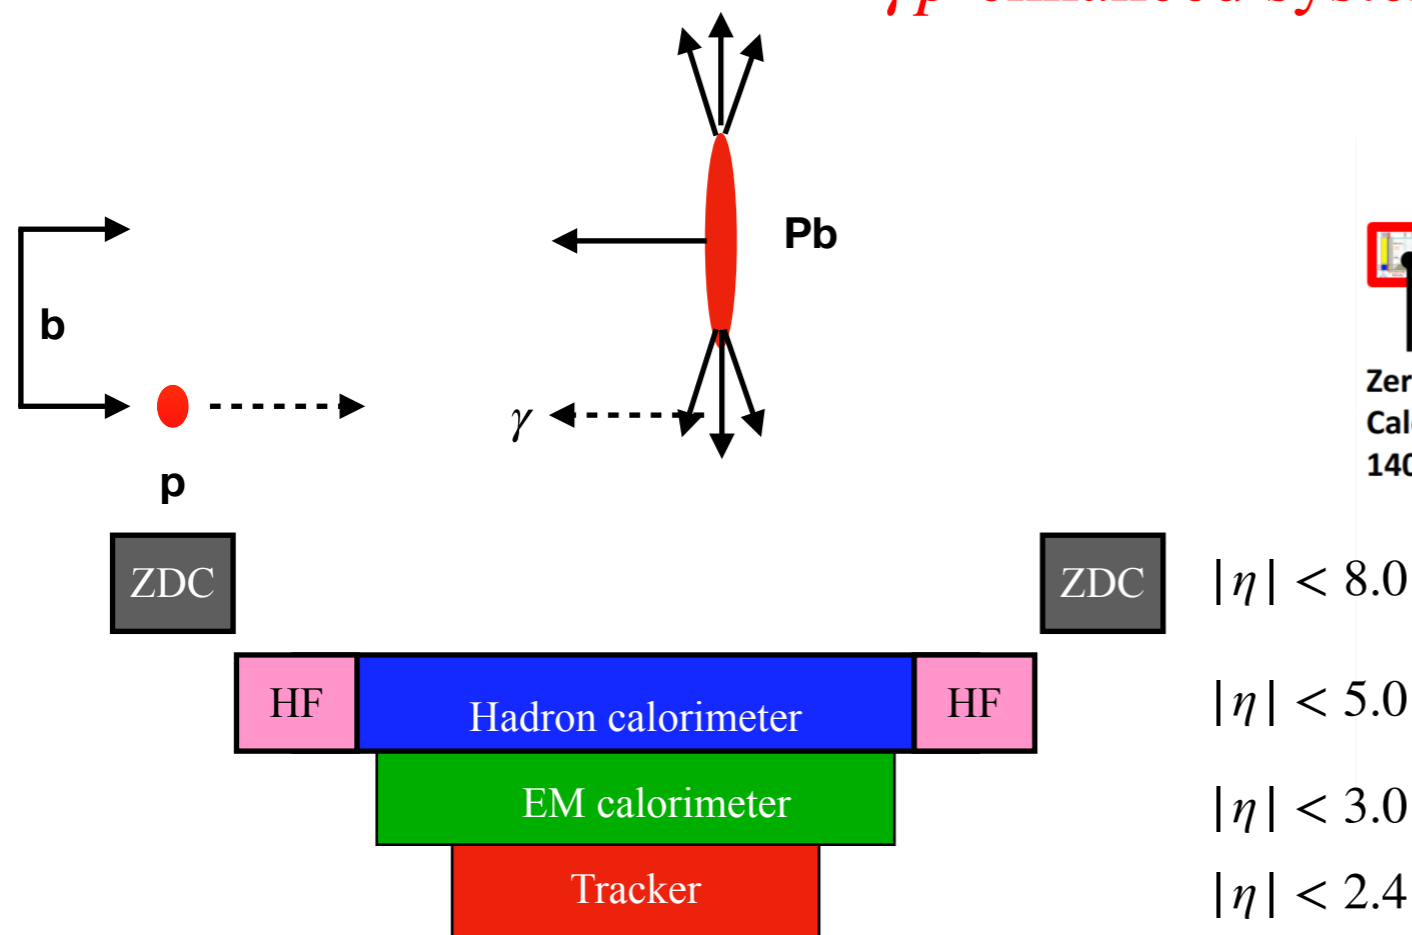 Pb
b
γ
p
Zer
Cal
140
ZDC
ZDC
|η| < 8.0
HF
Hadron calorimeter
HF
|η| < 5.0
EM calorimeter
|η| < 3.0
Tracker
|η| < 2.4